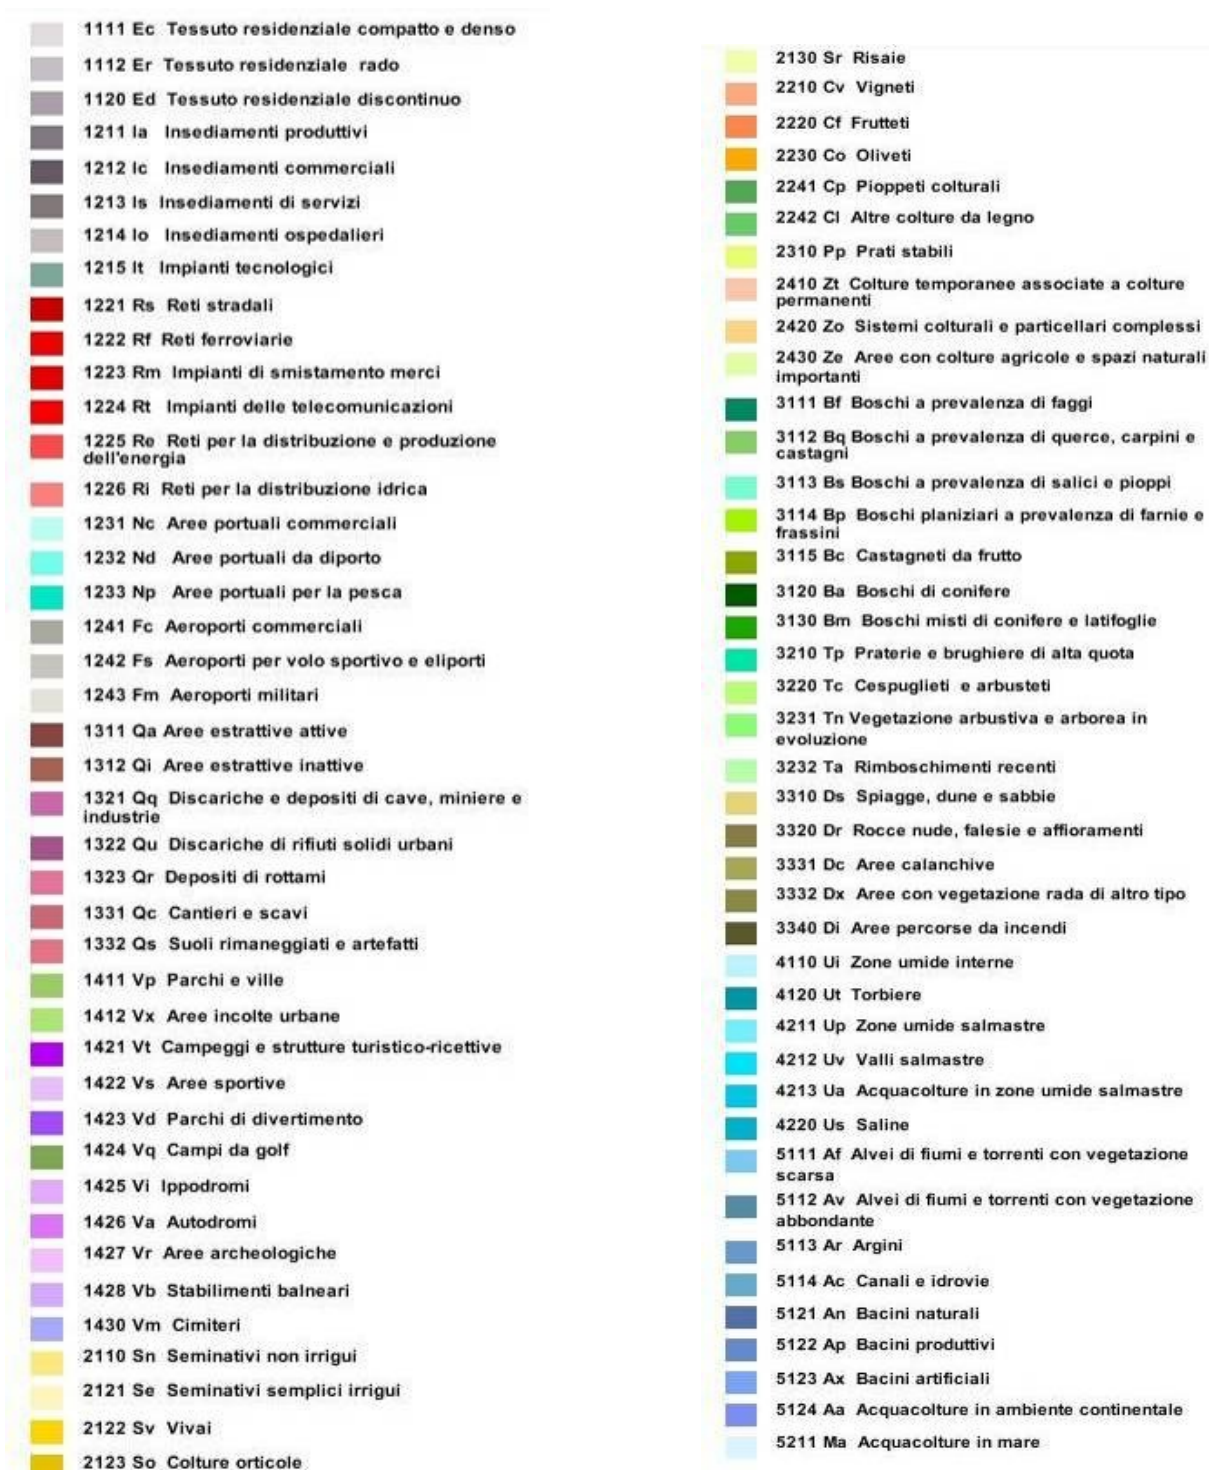 1111 Ec Tessuto residenziale compatto e denso
1112 Er Tessuto residenziale rado
1120 Ed Tessuto residenziale discontinuo
1211 Ia Insediamenti produttivi
1212 Ic Insediamenti commerciali
1213 Is Insediamenti di servizi
1214 Io Insediamenti ospedalieri
1215 It Impianti tecnologici
1221 Rs Reti stradali
1222 Rf Reti ferroviarie
1223 Rm Impianti di smistamento merci
1224 Rt Impianti delle telecomunicazioni
1225 Re Reti per la distribuzione e produzione
dell'energia
1226 Ri Reti per la distribuzione idrica
1231 Nc Aree portuali commerciali
1232 Nd Aree portuali da diporto
1233 Np Aree portuali per la pesca
1241 Fc Aeroporti commerciali
1242 Fs Aeroporti per volo sportivo e eliporti
1243 Fm Aeroporti militari
1311 Qa Aree estrattive attive
1312 Qi Aree estrattive inattive
1321 Qq Discariche e depositi di cave, miniere e
industrie
1322 Qu Discariche di rifiuti solidi urbani
1323 Qr Depositi di rottami
1331 Qc Cantieri e scavi
1332 Qs Suoli rimaneggiati e artefatti
1411 Vp Parchi e ville
1412 Vx Aree incolte urbane
1421 Vt Campeggi e strutture turistico-ricettive
1422 Vs Aree sportive
1423 Vd Parchi di divertimento
1424 Vq Campi da golf
1425 Vi Ippodromi
1426 Va Autodromi
1427 Vr Aree archeologiche
1428 Vb Stabilimenti balneari
1430 Vm Cimiteri
2110 Sn Seminativi non irrigui
2121 Se Seminativi semplici irrigui
2122 Sv Vivai
2123 So Colture orticole
2130 Sr Risaie
2210 Cv Vigneti
2220 Cf Frutteti
2230 Co Oliveti
2241 Cp Pioppeti colturali
2242 Cl Altre colture da legno
2310 Pp Prati stabili
2410 Zt Colture temporanee associate a colture
permanenti
2420 Zo Sistemi colturali e particellari complessi
2430 Ze Aree con colture agricole e spazi naturali
importanti
3111 Bf Boschi a prevalenza di faggi
3112 Bq Boschi a prevalenza di querce, carpini e
castagni
3113 Bs Boschi a prevalenza di salici e pioppi
3114 Bp Boschi planiziari a prevalenza di farnie e
frassini
3115 Bc Castagneti da frutto
3120 Ba Boschi di conifere
3130 Bm Boschi misti di conifere e latifoglie
3210 Tp Praterie e brughiere di alta quota
3220 Tc Cespuglieti e arbusteti
3231 Tn Vegetazione arbustiva e arborea in
evoluzione
3232 Ta Rimboschimenti recenti
3310 Ds Spiagge, dune e sabbie
3320 Dr Rocce nude, falesie e affioramenti
3331 Dc Aree calanchive
3332 Dx Aree con vegetazione rada di altro tipo
3340 Di Aree percorse da incendi
4110 Ui Zone umide interne
4120 Ut Torbiere
4211 Up Zone umide salmastre
4212 Uv Valli salmastre
4213 Ua Acquacolture in zone umide salmastre
4220 Us Saline
5111 Af Alvei di fiumi e torrenti con vegetazione
scarsa
5112 Av Alvei di fiumi e torrenti con vegetazione
abbondante
5113 Ar Argini
5114 Ac Canali e idrovie
5121 An Bacini naturali
5122 Ap Bacini produttivi
5123 Ax Bacini artificiali
5124 Aa Acquacolture in ambiente continentale
5211 Ma Acquacolture in mare